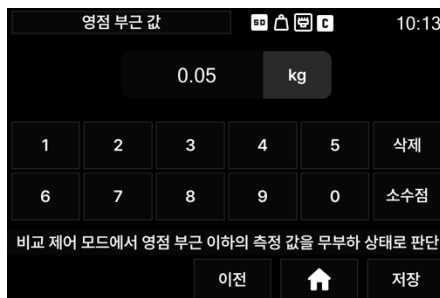 영점 부근 값 SD C 10:13
0.05 kg
1 2 3 4 5 삭제
6 7 8 9 0 소수점
비교 제어 모드에서 영점 부근 이하의 측정 값을 무부하 상태로 판단
이전 저장